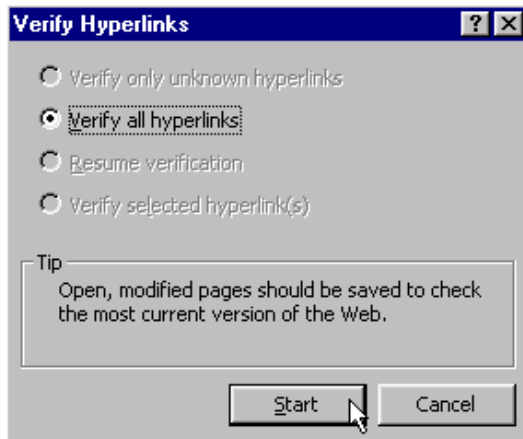 Verify Hyperlinks
Verify only unknown hyperlinks
Verify all hyperlinks
Resume verification
Verify selected hyperlink(s)
Tip
Open, modified pages should be saved to check
the most current version of the Web.
Start Cancel